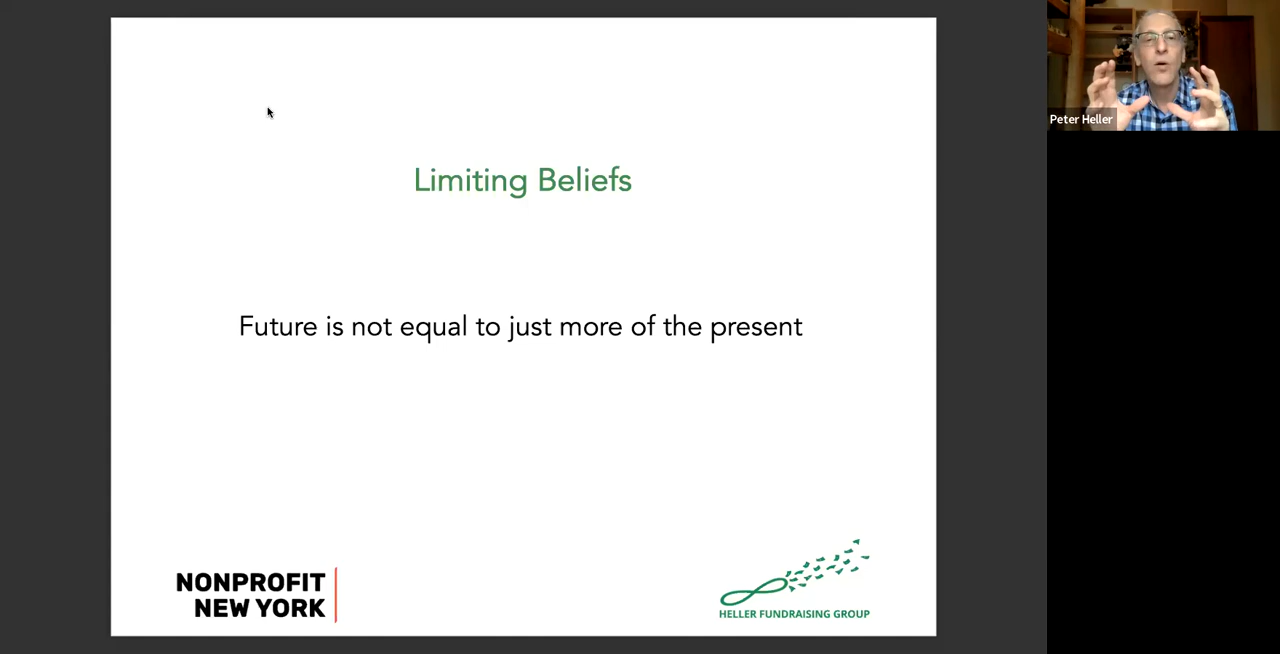 Limiting Beliefs
Future is not equal to just more of the present
NONPROFIT
NEW YORK
HELLER FUNDRAISING GROUP
Peter Heller